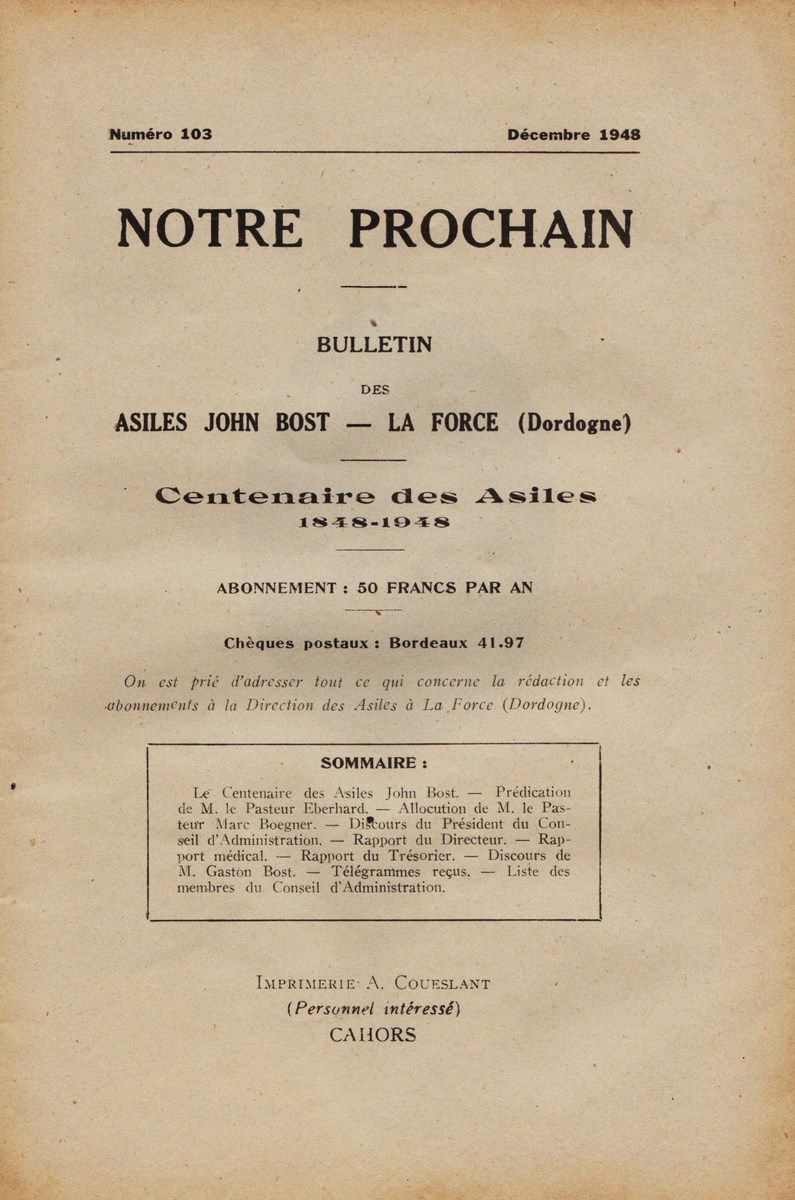 Numéro 103 Décembre 1948
NOTRE PROCHAIN
BULLETIN
DES
ASILES JOHN BOST — LA FORCE (Dordogne)
Centenaire des Asiles
1848-1948
ABONNEMENT : 50 FRANCS PAR AN
Chèques postaux : Bordeaux 41.97
On est prié d'adresser tout ce qui concerne la rédaction et les
abonnements à la Direction des Asiles à La Force (Dordogne).
SOMMAIRE :
Le Centenaire des Asiles John Bost. — Prédication
de M. le Pasteur Eberhard. — Allocution de M. le Pas-
teur Marc Boegner. — Discours du Président du Con-
seil d'Administration. — Rapport du Directeur. — Rap-
port médical. — Rapport du Trésorier. — Discours de
M. Gaston Bost. — Télégrammes reçus. — Liste des
membres du Conseil d'Administration.
IMPRIMERIE A. COUESLANT
(Personnel intéressé)
CAHORS